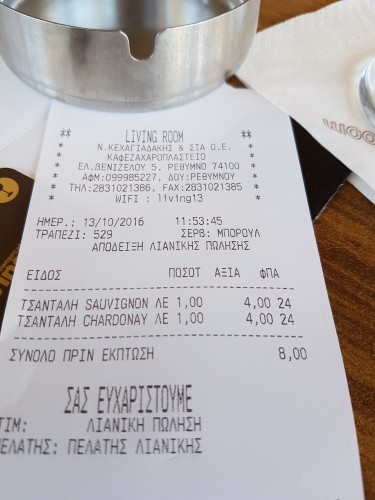 ** LIVING ROOM **
* Ν.ΚΕΧΑΓΙΑΔΑΚΗΣ & ΣΙΑ Ο.Ε. *
* ΚΑΦΕΖΑΧΑΡΟΠΛΑΣΤΕΙΟ *
* ΕΛ.ΒΕΝΙΖΕΛΟΥ 5, ΡΕΘΥΜΝΟ 74100 *
* ΑΦΜ:099985227, ΔΟΥ:ΡΕΘΥΜΝΟΥ *
* ΤΗΛ:2831021386, FAX:2831021385 *
* WIFI : living13 *
ΗΜΕΡ.: 13/10/2016 11:53:45
ΤΡΑΠΕΖΙ: 529 ΣΕΡΒ: ΜΠΟΡΟΥΛ
ΑΠΟΔΕΙΞΗ ΛΙΑΝΙΚΗΣ ΠΩΛΗΣΗΣ
ΕΙΔΟΣ ΠΟΣΟΤ ΑΞΙΑ ΦΠΑ
ΤΣΑΝΤΑΛΗ SAUVIGNON ΛΕ 1,00 4,00 24
ΤΣΑΝΤΑΛΗ CHARDONAY ΛΕ 1,00 4,00 24
ΣΥΝΟΛΟ ΠΡΙΝ ΕΚΠΤΩΣΗ 8,00
ΣΑΣ ΕΥΧΑΡΙΣΤΟΥΜΕ
ΤΙΜ: ΛΙΑΝΙΚΗ ΠΩΛΗΣΗ
ΠΕΛΑΤΗΣ: ΠΕΛΑΤΗΣ ΛΙΑΝΙΚΗΣ